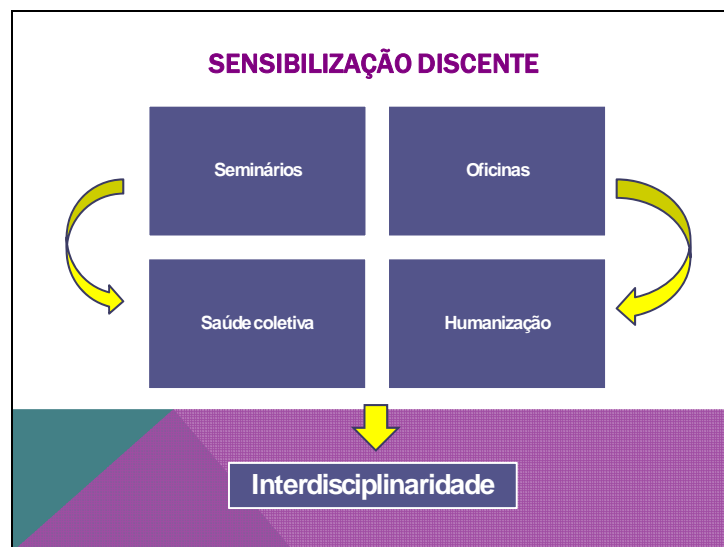 SENSIBILIZAÇÃO DISCENTE
Seminários
Oficinas
Saúde coletiva
Humanização
Interdisciplinaridade